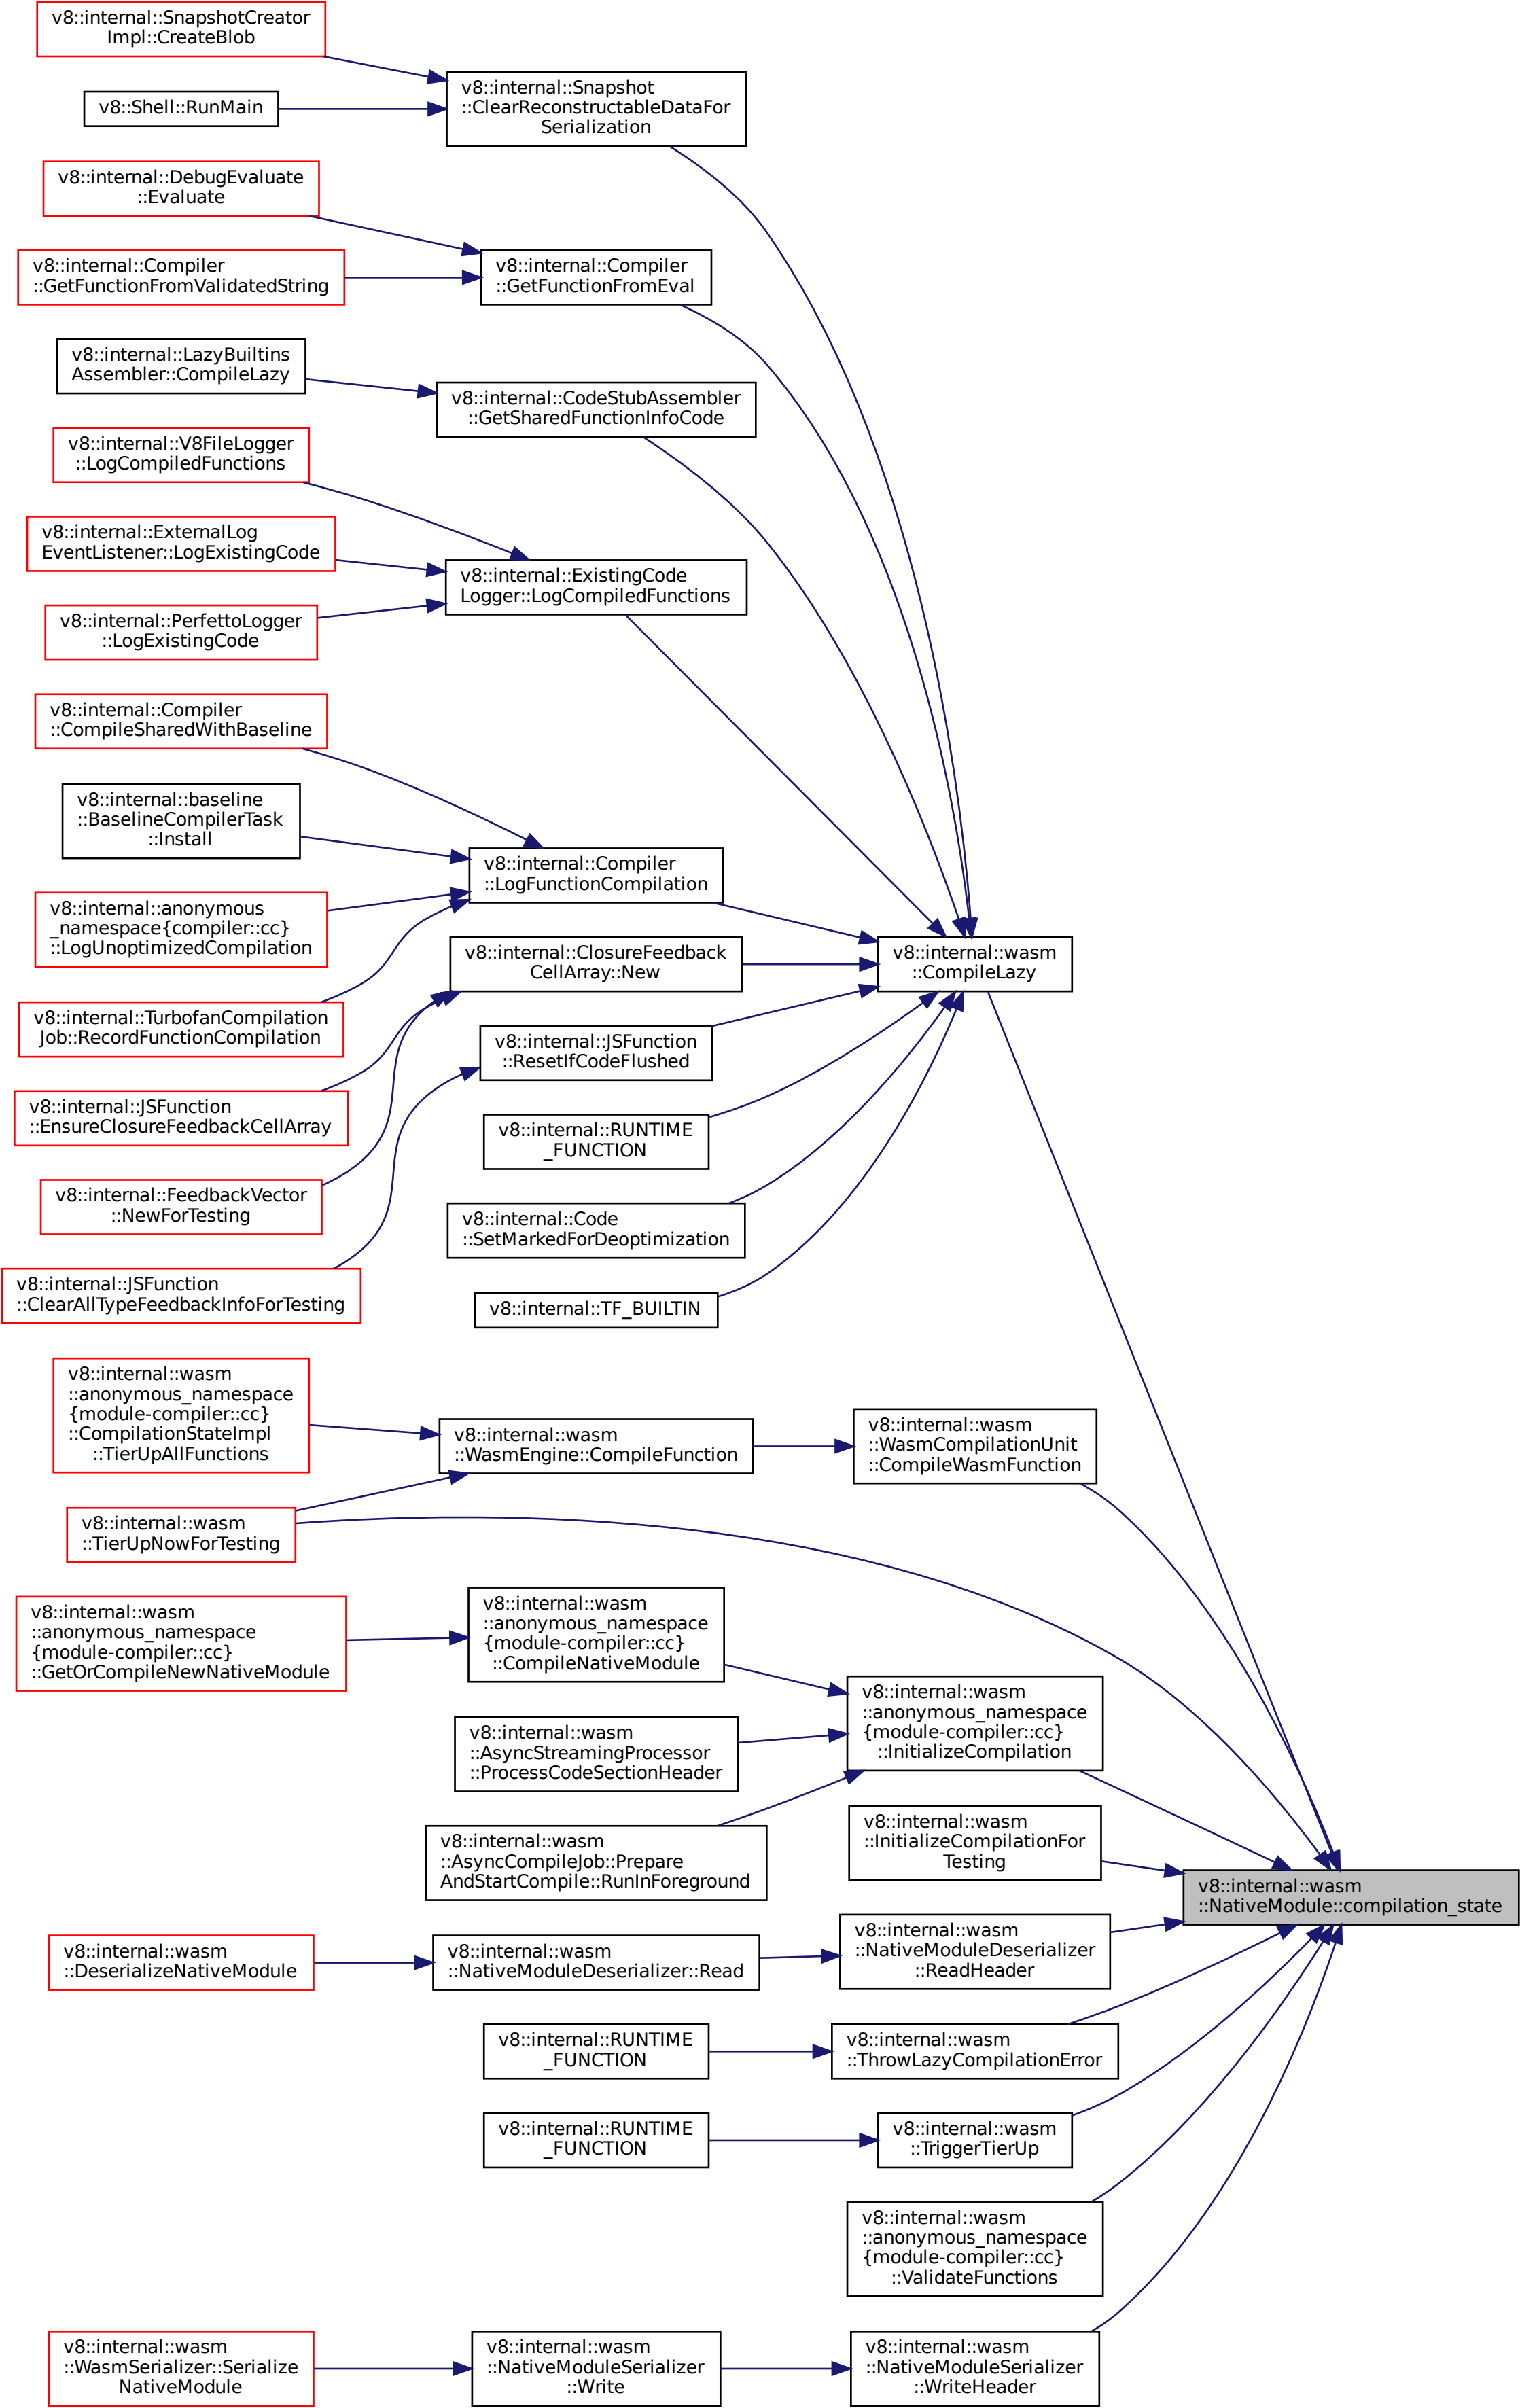 v8::internal::SnapshotCreator
Impl::CreateBlob
v8::internal::Snapshot
::ClearReconstructableDataFor
Serialization
v8::Shell::RunMain
v8::internal::DebugEvaluate
::Evaluate
v8::internal::Compiler
::GetFunctionFromValidatedString
v8::internal::Compiler
::GetFunctionFromEval
v8::internal::LazyBuiltins
Assembler::CompileLazy
v8::internal::CodeStubAssembler
::GetSharedFunctionInfoCode
v8::internal::V8FileLogger
::LogCompiledFunctions
v8::internal::ExternalLog
EventListener::LogExistingCode
v8::internal::ExistingCode
Logger::LogCompiledFunctions
v8::internal::PerfettoLogger
::LogExistingCode
v8::internal::Compiler
::CompileSharedWithBaseline
v8::internal::baseline
::BaselineCompilerTask
::Install
v8::internal::Compiler
::LogFunctionCompilation
v8::internal::anonymous
_namespace{compiler::cc}
::LogUnoptimizedCompilation
v8::internal::ClosureFeedback
CellArray::New
v8::internal::wasm
::CompileLazy
v8::internal::TurbofanCompilation
Job::RecordFunctionCompilation
v8::internal::JSFunction
::ResetIfCodeFlushed
v8::internal::JSFunction
::EnsureClosureFeedbackCellArray
v8::internal::RUNTIME
_FUNCTION
v8::internal::FeedbackVector
::NewForTesting
v8::internal::Code
::SetMarkedForDeoptimization
v8::internal::JSFunction
::ClearAllTypeFeedbackInfoForTesting
v8::internal::TF_BUILTIN
v8::internal::wasm
::anonymous_namespace
{module-compiler::cc}
::CompilationStateImpl
::TierUpAllFunctions
v8::internal::wasm
::WasmEngine::CompileFunction
v8::internal::wasm
::WasmCompilationUnit
::CompileWasmFunction
v8::internal::wasm
::TierUpNowForTesting
v8::internal::wasm
::anonymous_namespace
{module-compiler::cc}
::GetOrCompileNewNativeModule
v8::internal::wasm
::anonymous_namespace
{module-compiler::cc}
::CompileNativeModule
v8::internal::wasm
::anonymous_namespace
{module-compiler::cc}
::InitializeCompilation
v8::internal::wasm
::AsyncStreamingProcessor
::ProcessCodeSectionHeader
v8::internal::wasm
::AsyncCompileJob::Prepare
AndStartCompile::RunInForeground
v8::internal::wasm
::InitializeCompilationFor
Testing
v8::internal::wasm
::NativeModule::compilation_state
v8::internal::wasm
::DeserializeNativeModule
v8::internal::wasm
::NativeModuleDeserializer::Read
v8::internal::wasm
::NativeModuleDeserializer
::ReadHeader
v8::internal::RUNTIME
_FUNCTION
v8::internal::wasm
::ThrowLazyCompilationError
v8::internal::RUNTIME
_FUNCTION
v8::internal::wasm
::TriggerTierUp
v8::internal::wasm
::anonymous_namespace
{module-compiler::cc}
::ValidateFunctions
v8::internal::wasm
::WasmSerializer::Serialize
NativeModule
v8::internal::wasm
::NativeModuleSerializer
::Write
v8::internal::wasm
::NativeModuleSerializer
::WriteHeader